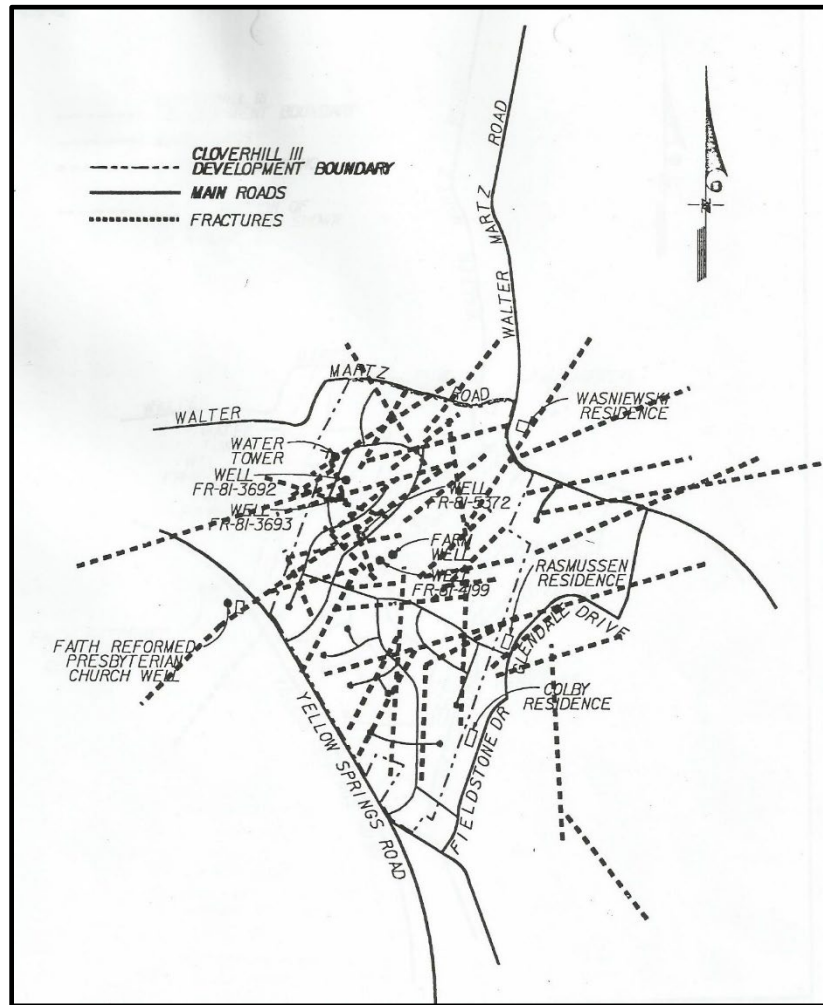 CLOVERHILL III
DEVELOPMENT BOUNDARY
MAIN ROADS
FRACTURES
WALTER MARTZ ROAD
WALTER MARTZ ROAD
WASNIEWSKI
RESIDENCE
WATER
TOWER
WELL
FR-81-3692
WELL
FR-81-3693
WELL
FR-81-5372
FARM
WELL
WELL
FR-81-4199
RASMUSSEN
RESIDENCE
GLENDALE DRIVE
FAITH REFORMED
PRESBYTERIAN
CHURCH WELL
COLBY
RESIDENCE
FIELDSTONE DR
YELLOW SPRINGS ROAD